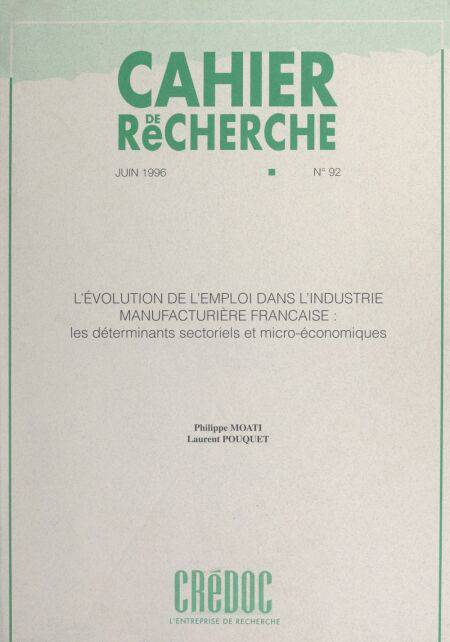 CAHIER
DE
ReCHERCHE
JUIN 1996 ■ N° 92
L'ÉVOLUTION DE L'EMPLOI DANS L'INDUSTRIE
MANUFACTURIÈRE FRANCAISE :
les déterminants sectoriels et micro-économiques
Philippe MOATI
Laurent POUQUET
CRéDOC
L'ENTREPRISE DE RECHERCHE